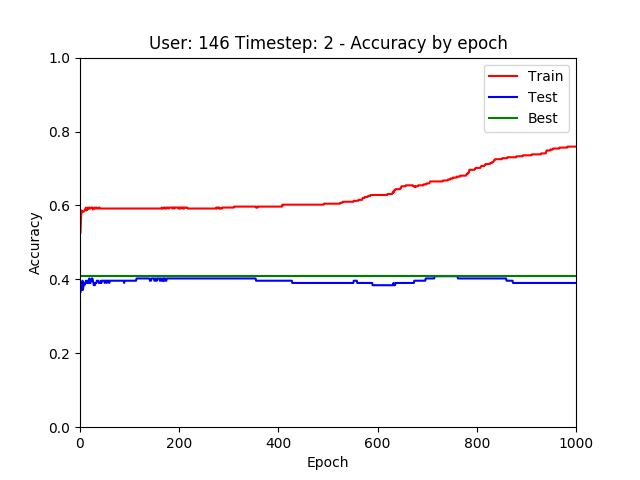 User: 146 Timestep: 2 - Accuracy by epoch
1.0
0.8
0.6
0.4
0.2
0.0
Accuracy
Train
Test
Best
0 200 400 600 800 1000
Epoch